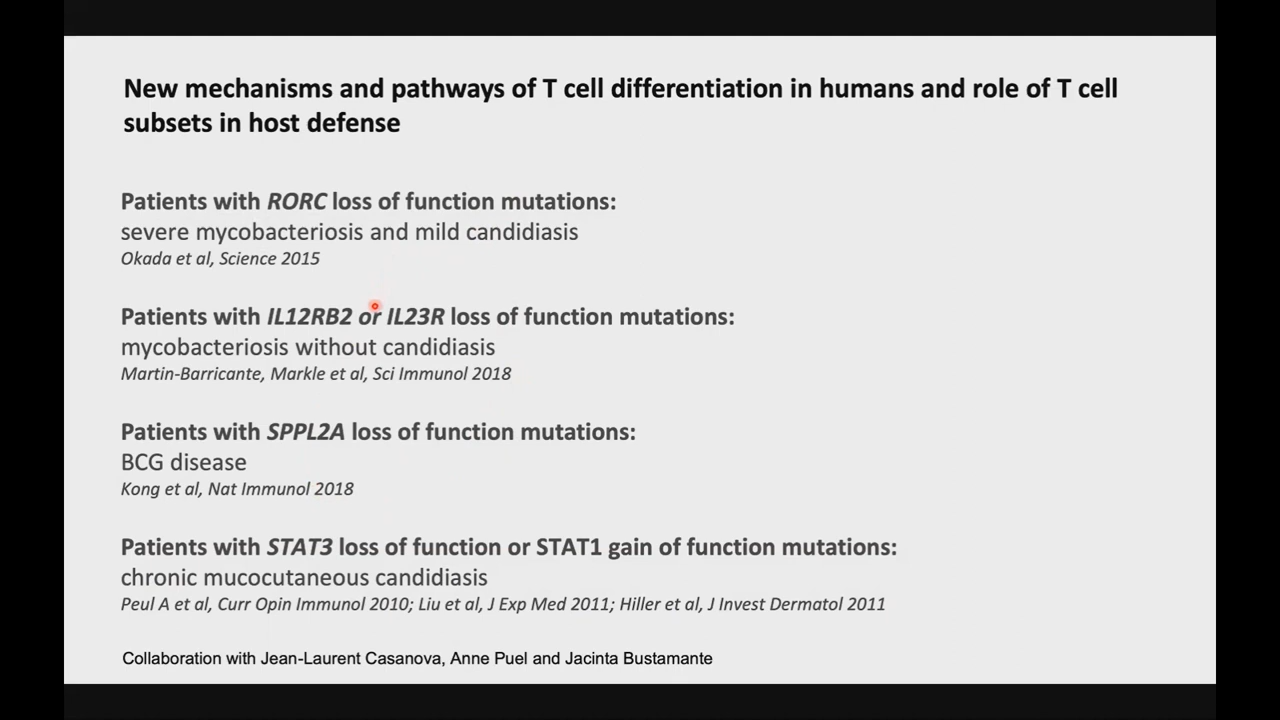 New mechanisms and pathways of T cell differentiation in humans and role of T cell
subsets in host defense
Patients with RORC loss of function mutations:
severe mycobacteriosis and mild candidiasis
Okada et al, Science 2015
Patients with IL12RB2 or IL23R loss of function mutations:
mycobacteriosis without candidiasis
Martin-Barricante, Markle et al, Sci Immunol 2018
Patients with SPPL2A loss of function mutations:
BCG disease
Kong et al, Nat Immunol 2018
Patients with STAT3 loss of function or STAT1 gain of function mutations:
chronic mucocutaneous candidiasis
Peul A et al, Curr Opin Immunol 2010; Liu et al, J Exp Med 2011; Hiller et al, J Invest Dermatol 2011
Collaboration with Jean-Laurent Casanova, Anne Puel and Jacinta Bustamante